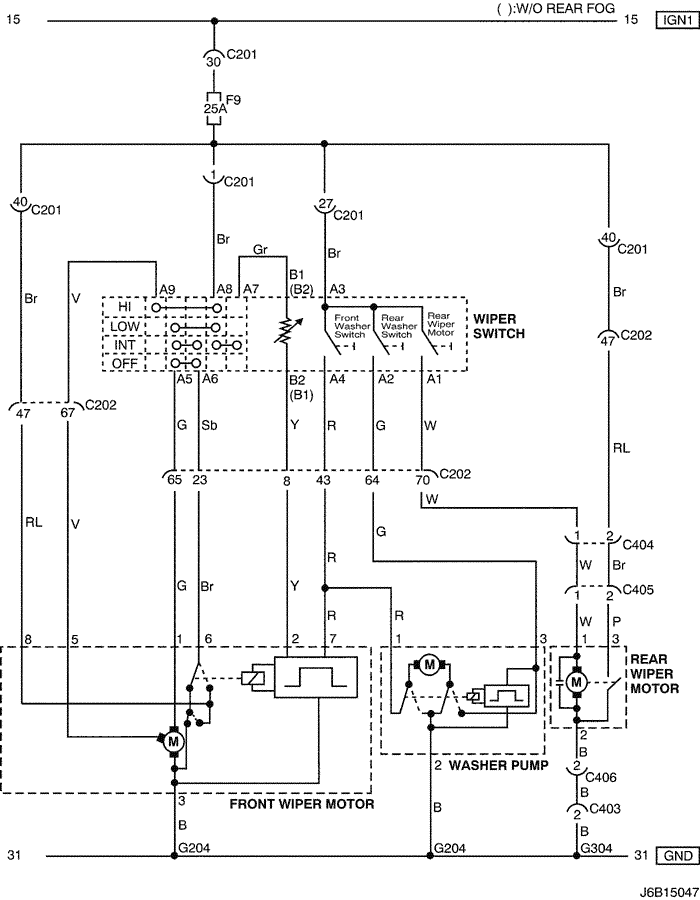 ( ):W/O REAR FOG
15 15 IGN1
30 C201
F9
25A
1 C201
40 C201
27 C201
40 C201
Br
Gr
Br
Br V
B1
(B2)
A3
Br
A9 A8 A7
HI
LOW
INT
OFF
Front
Washer
Switch
Rear
Washer
Switch
Rear
Wiper
Motor
WIPER
SWITCH
47 C202
A5 A6
B2
(B1)
A4 A2 A1
47 67 C202
G Sb Y R G W
RL
65 23 8 43 64 70 C202
W
RL V
G
1 2 C404
R
W Br
C405
G Br Y
1 2
R R
W P
8 5 1 6 2 7
1 3
1 3
M
M
M
REAR
WIPER
MOTOR
2
B
2 WASHER PUMP
2 C406
3 FRONT WIPER MOTOR
B
2 C403
B B B
31 G204 G204 G304 31 GND
J6B15047